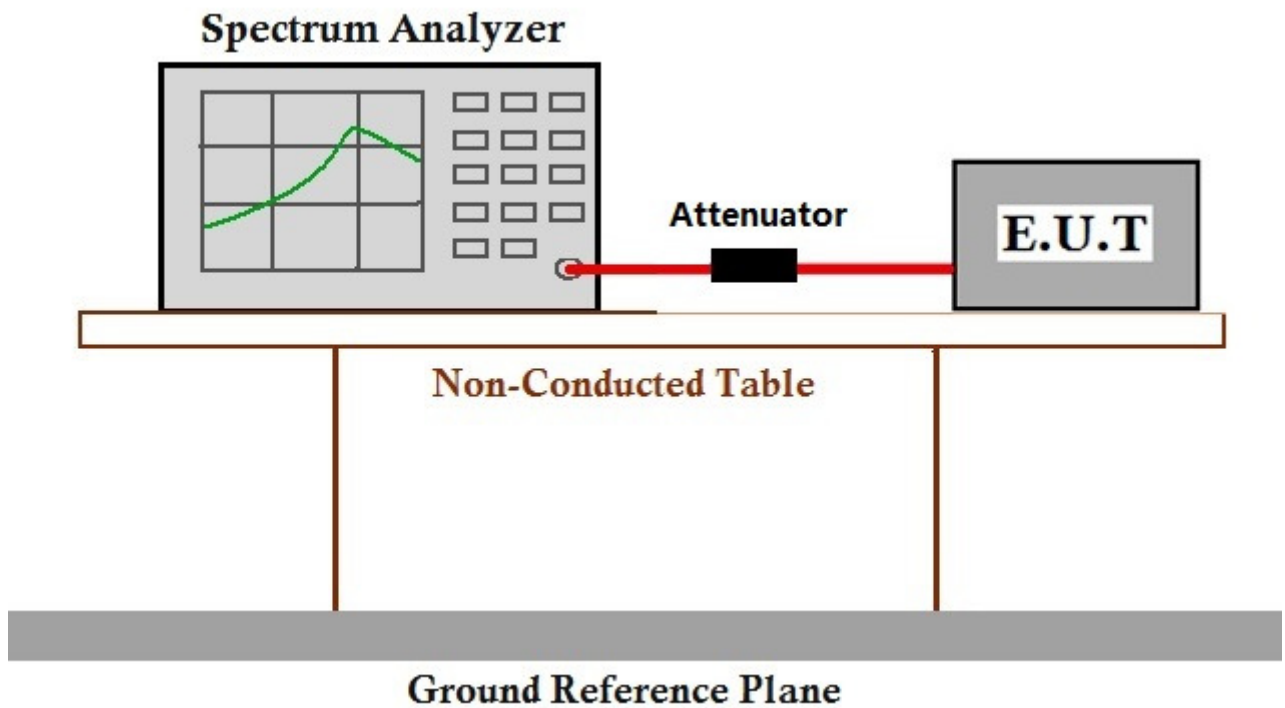 Spectrum Analyzer
Attenuator
E.U.T
Non-Conducted Table
Ground Reference Plane